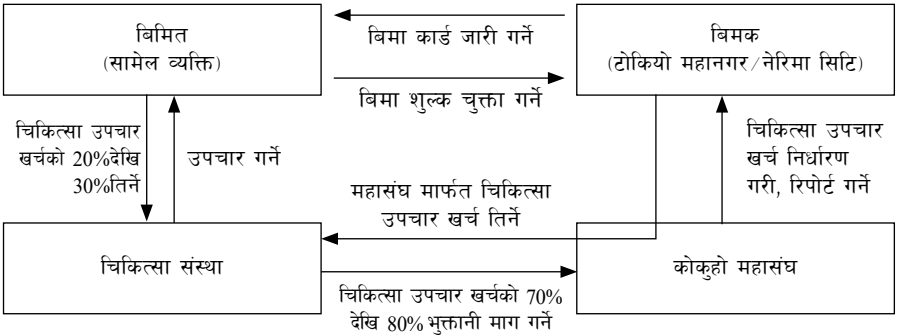 बिमित
(सामेल व्यक्ति)
बिमा कार्ड जारी गर्ने
बिमा शुल्क चुक्ता गर्ने
बिमक
(टोकियो महानगर/नेरिमा सिटि)
चिकित्सा उपचार
खर्चको 20%देखि
30%तिर्ने
उपचार गर्ने
महासंघ मार्फत चिकित्सा
उपचार खर्च तिर्ने
चिकित्सा उपचार
खर्च निर्धारण
गरी, रिपोर्ट गर्ने
चिकित्सा संस्था
चिकित्सा उपचार खर्चको 70%
देखि 80% भुक्तानी माग गर्ने
कोकुहो महासंघ